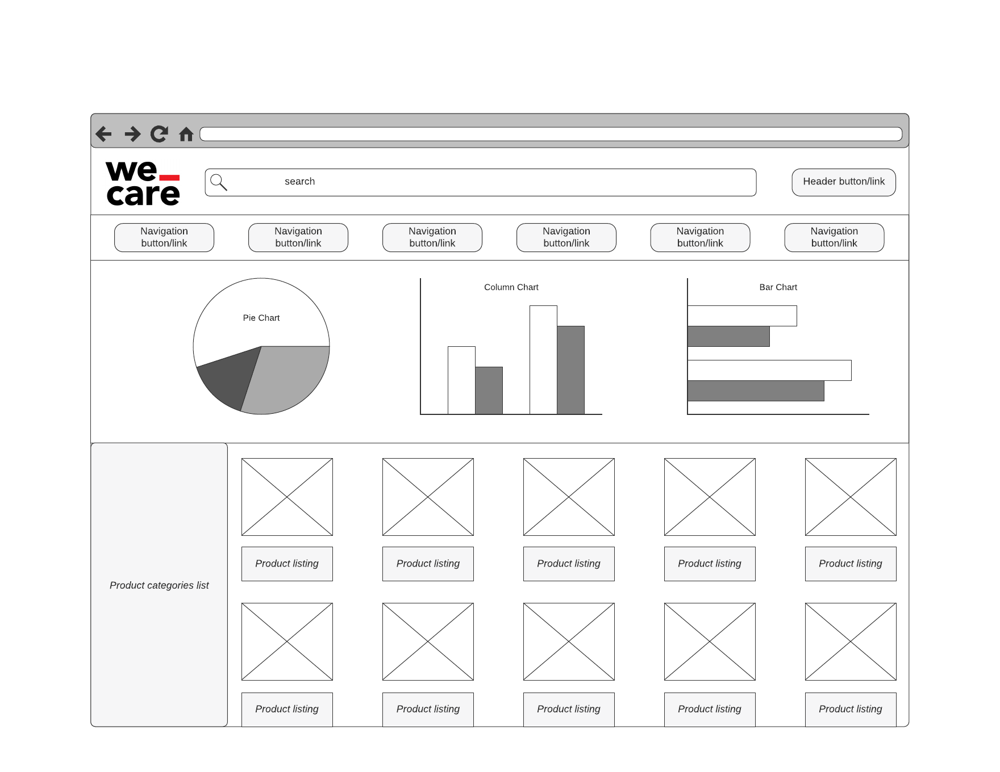 we_
care
search
Header button/link
Navigation
button/link
Navigation
button/link
Navigation
button/link
Navigation
button/link
Navigation
button/link
Navigation
button/link
Pie Chart
Column Chart
Bar Chart
Product categories list
Product listing
Product listing
Product listing
Product listing
Product listing
Product listing
Product listing
Product listing
Product listing
Product listing